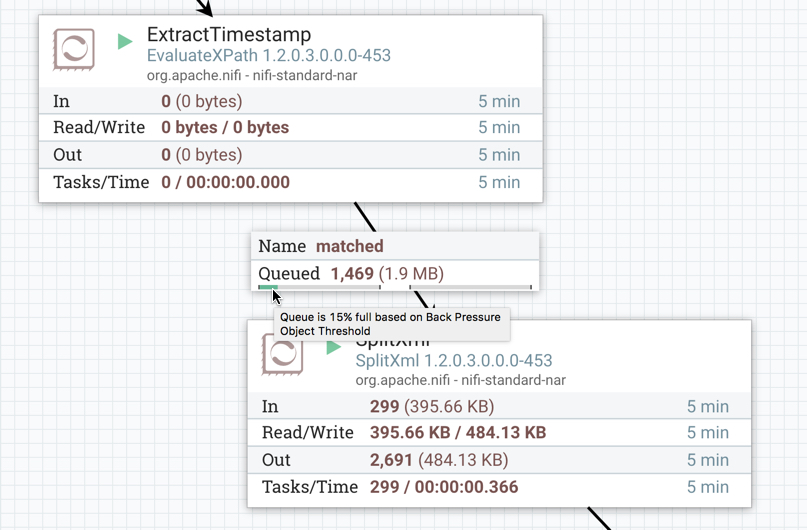 ExtractTimestamp
EvaluateXPath 1.2.0.3.0.0.0-453
org.apache.nifi - nifi-standard-nar
In 0 (0 bytes) 5 min
Read/Write 0 bytes / 0 bytes 5 min
Out 0 (0 bytes) 5 min
Tasks/Time 0 / 00:00:00.000 5 min
Name matched
Queued 1,469 (1.9 MB)
Queue is 15% full based on Back Pressure
Object Threshold
SplitXml
SplitXml 1.2.0.3.0.0.0-453
org.apache.nifi - nifi-standard-nar
In 299 (395.66 KB) 5 min
Read/Write 395.66 KB / 484.13 KB 5 min
Out 2,691 (484.13 KB) 5 min
Tasks/Time 299 / 00:00:00.366 5 min